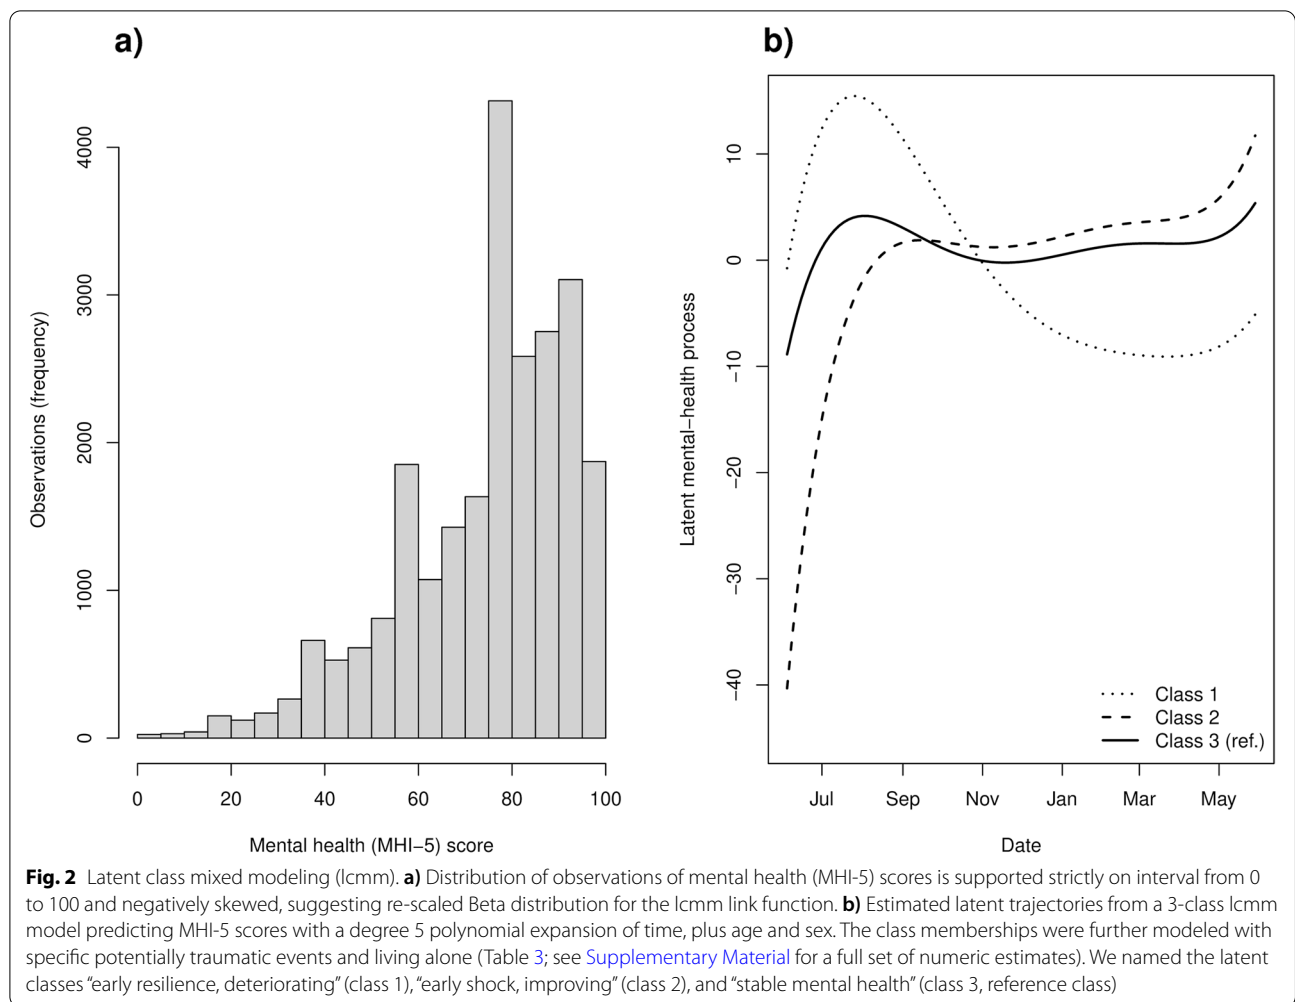 a)
Observations (frequency)
4000
3000
2000
1000
0
0 20 40 60 80 100
Mental health (MHI−5) score
b)
Latent mental−health process
10
0
−10
−20
−30
−40
Class 1
Class 2
Class 3 (ref.)
Jul Sep Nov Jan Mar May
Date
Fig. 2 Latent class mixed modeling (lcmm). a) Distribution of observations of mental health (MHI-5) scores is supported strictly on interval from 0
to 100 and negatively skewed, suggesting re-scaled Beta distribution for the lcmm link function. b) Estimated latent trajectories from a 3-class lcmm
model predicting MHI-5 scores with a degree 5 polynomial expansion of time, plus age and sex. The class memberships were further modeled with
specific potentially traumatic events and living alone (Table 3; see Supplementary Material for a full set of numeric estimates). We named the latent
classes “early resilience, deteriorating” (class 1), “early shock, improving” (class 2), and “stable mental health” (class 3, reference class)